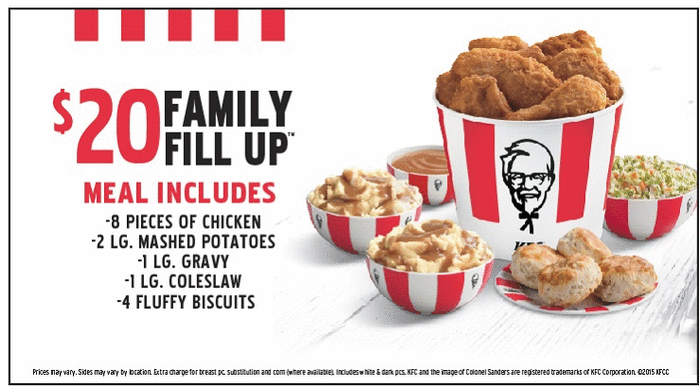 $20 FAMILY
FILL UP™
MEAL INCLUDES
-8 PIECES OF CHICKEN
-2 LG. MASHED POTATOES
-1 LG. GRAVY
-1 LG. COLESLAW
-4 FLUFFY BISCUITS
KFC
Prices may vary. Sides may vary by location. Extra charge for breast pc. substitution and corn (where available). Includes white & dark pcs. KFC and the image of Colonel Sanders are registered trademarks of KFC Corporation. ©2015 KFCC